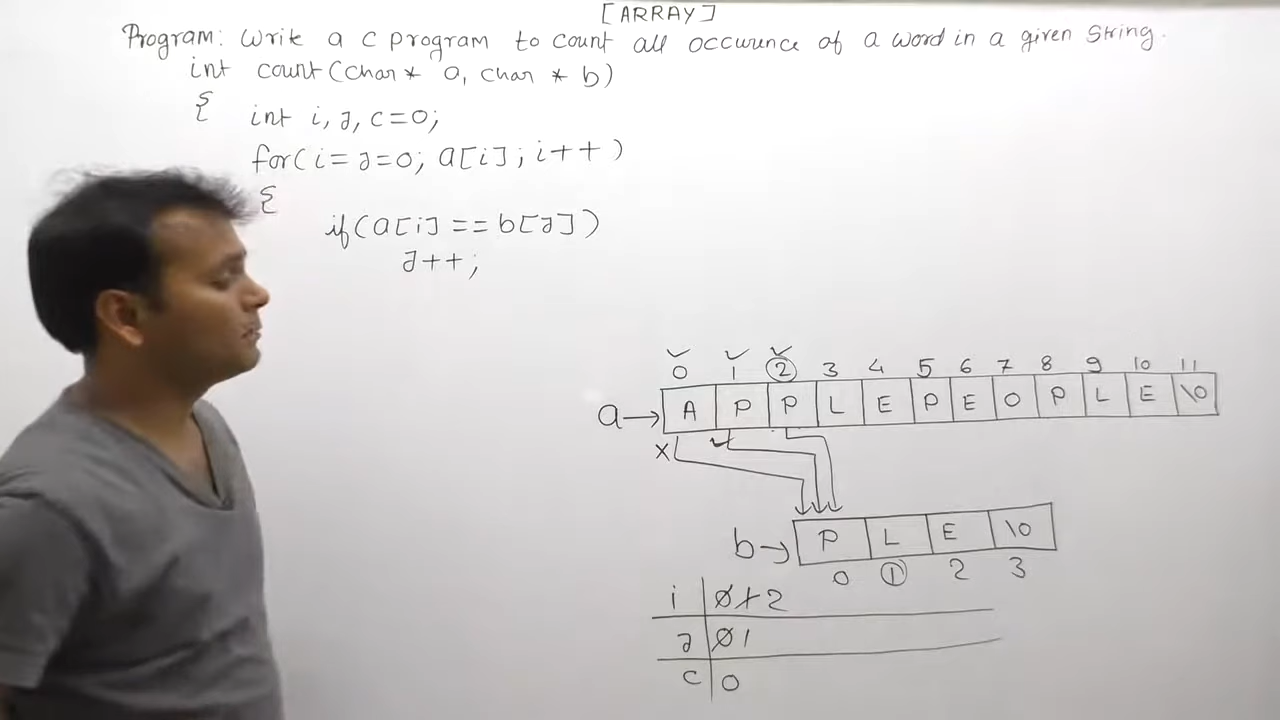 [ARRAY]
Program: Write a c program to count all occurence of a word in a given String.
int count(char* a, char * b)
{ int i, j, c=0;
for(i=j=0; a[i]; i++)
{
if(a[i] == b[j])
j++;
0 1 2 3 4 5 6 7 8 9 10 11
a→ A P P L E P E O P L E \0
x
b→ P L E \0
0 1 2 3
i 0 1 2
j 0 1
c 0